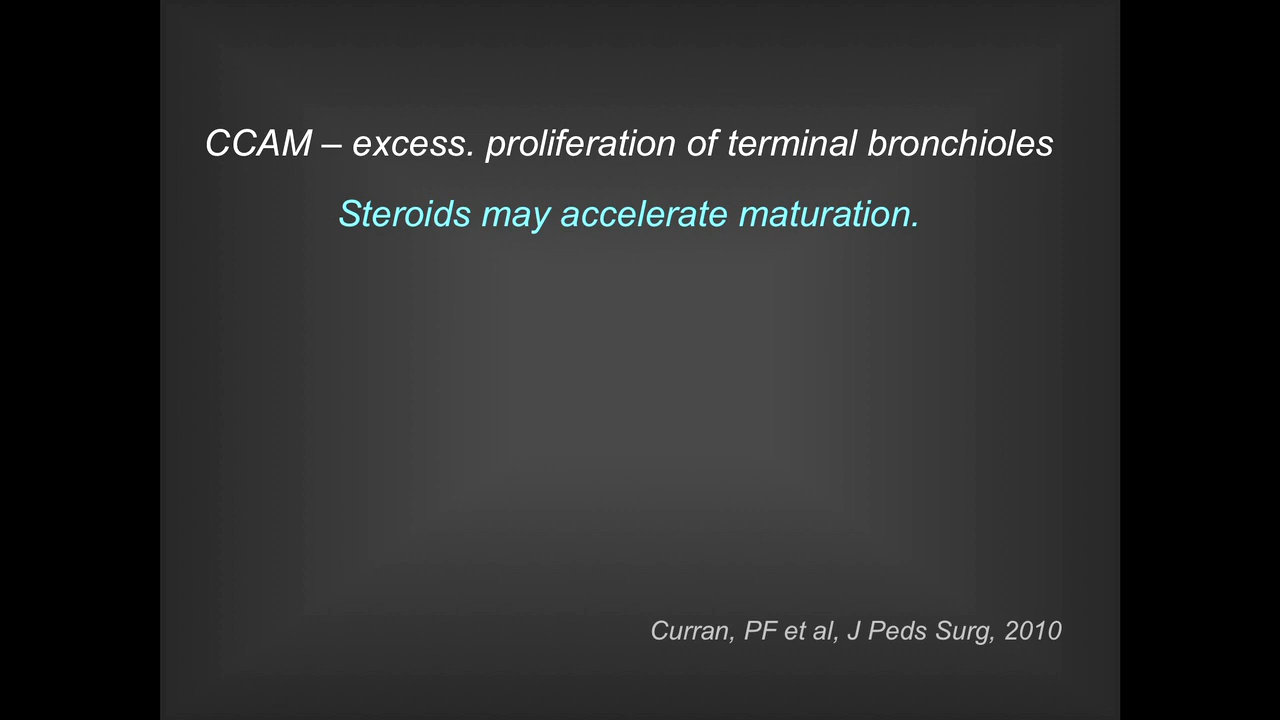 CCAM – excess. proliferation of terminal bronchioles
Steroids may accelerate maturation.
Curran, PF et al, J Peds Surg, 2010